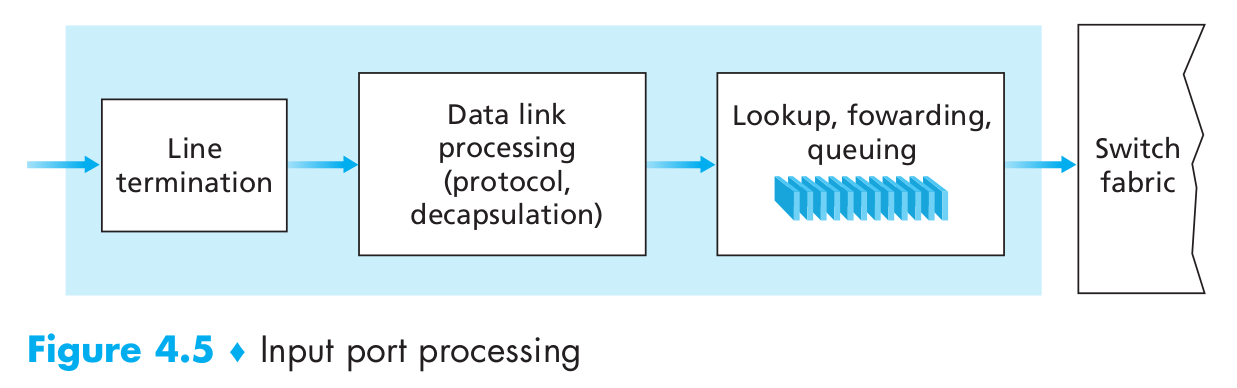 Line
termination
Data link
processing
(protocol,
decapsulation)
Lookup, fowarding,
queuing
Switch
fabric
Figure 4.5 ♦ Input port processing